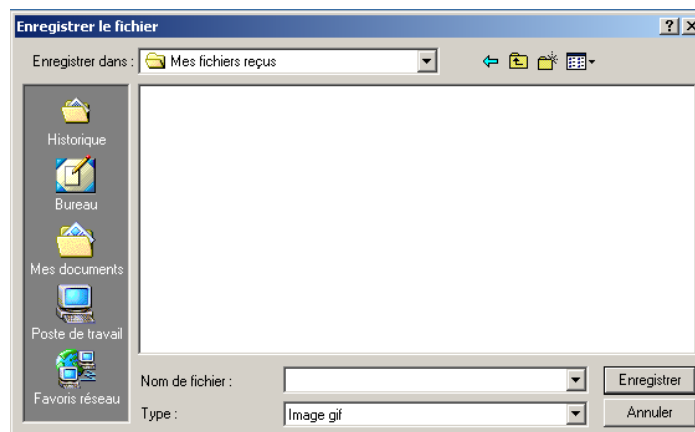 Enregistrer le fichier
Enregistrer dans : Mes fichiers reçus
Historique
Bureau
Mes documents
Poste de travail
Favoris réseau
Nom de fichier : Enregistrer
Type : Image gif Annuler